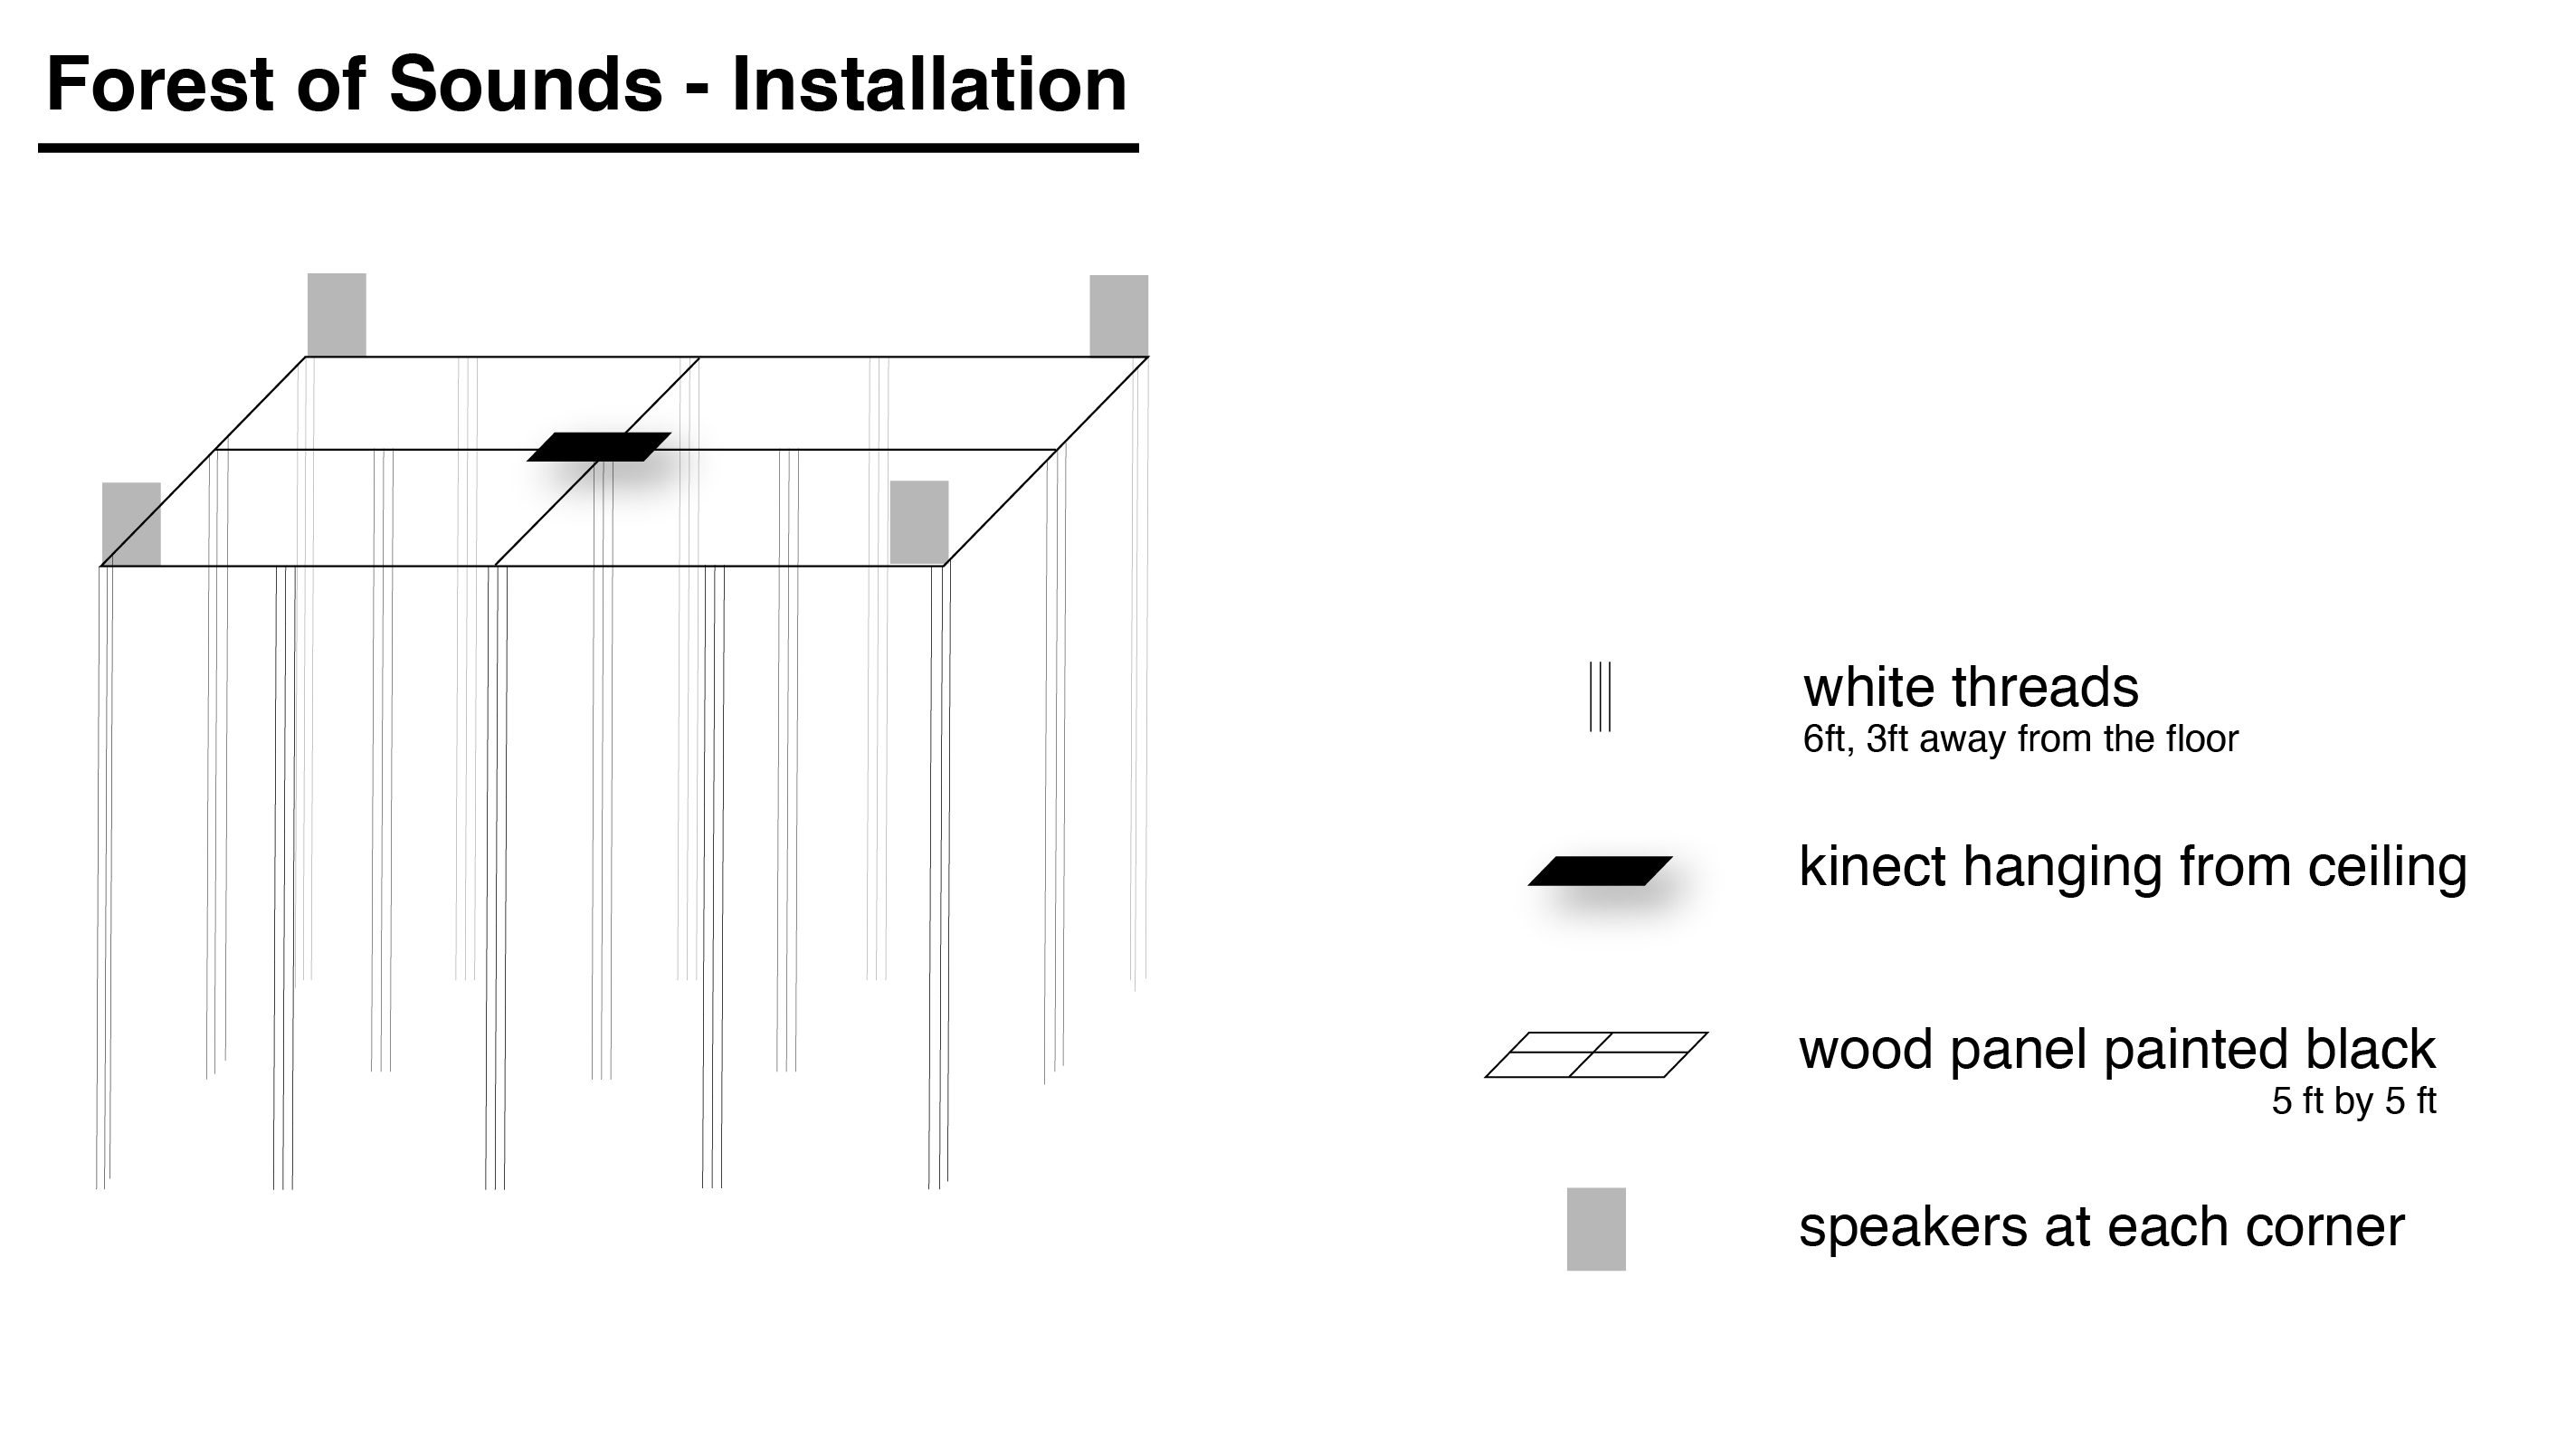 Forest of Sounds - Installation
white threads
6ft, 3ft away from the floor
kinect hanging from ceiling
wood panel painted black
5 ft by 5 ft
speakers at each corner